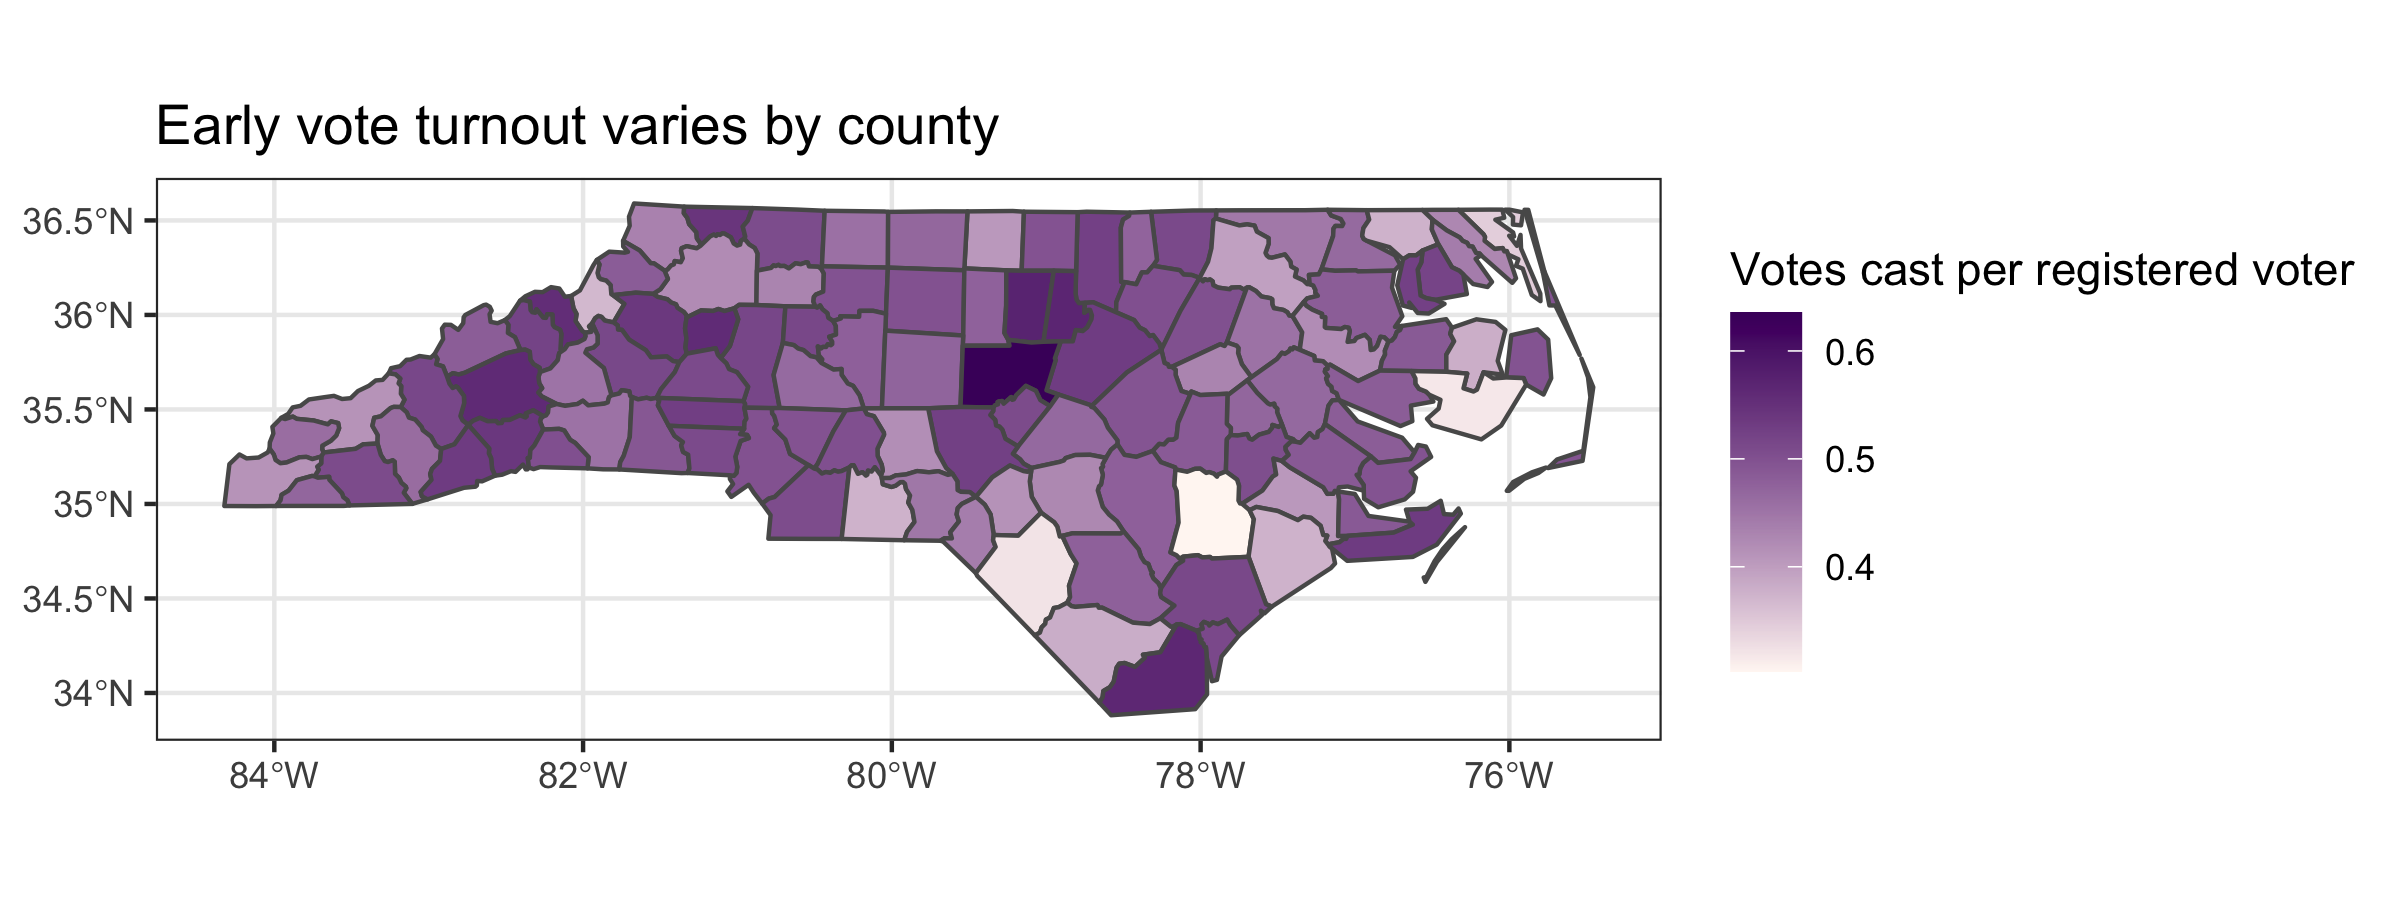 Early vote turnout varies by county
36.5°N
36°N
35.5°N
35°N
34.5°N
34°N
84°W
82°W
80°W
78°W
76°W
Votes cast per registered voter
0.6
0.5
0.4